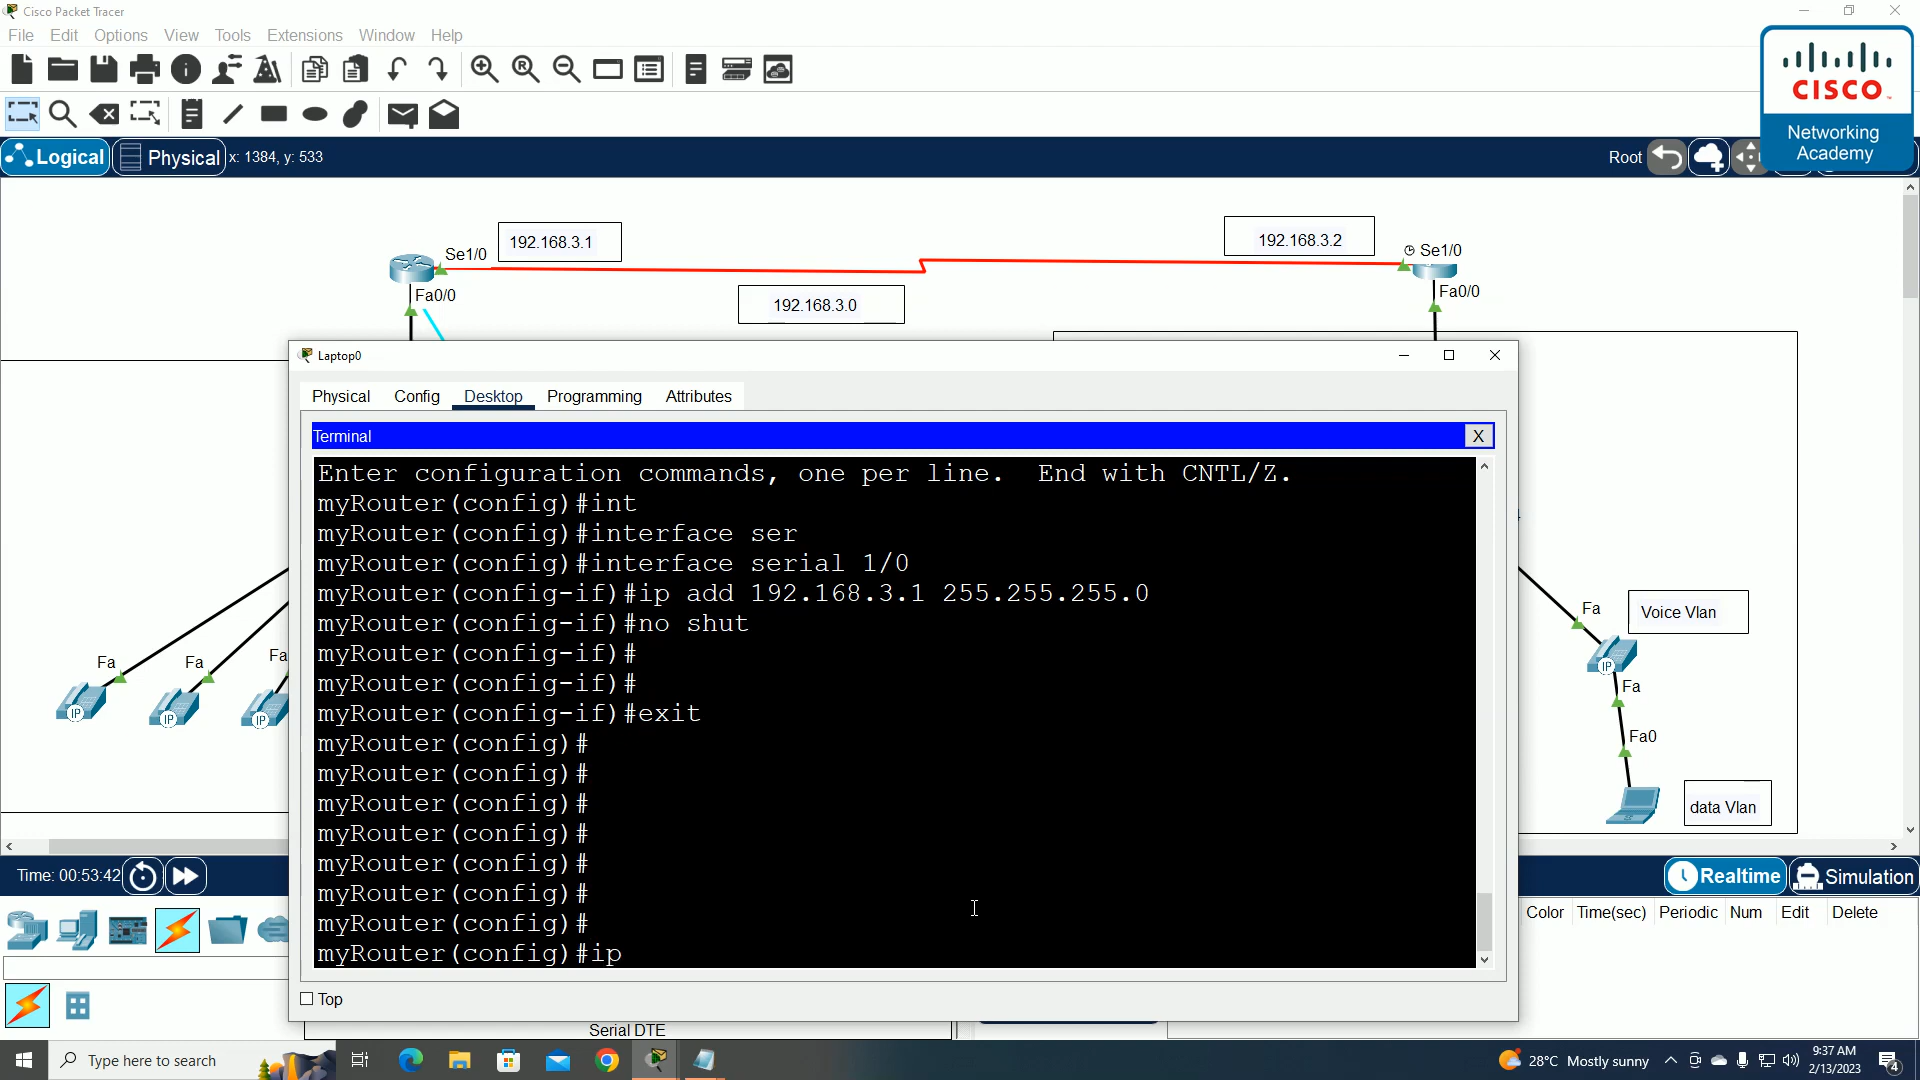 Cisco Packet Tracer
File Edit Options View Tools Extensions Window Help
CISCO
Networking
Academy
Logical Physical x: 1384, y: 533
Root
192.168.3.1
192.168.3.2
Se1/0
Se1/0
192.168.3.0
Fa0/0
Fa0/0
Laptop0
Physical Config Desktop Programming Attributes
Terminal
X
Enter configuration commands, one per line.  End with CNTL/Z.
myRouter(config)#int
myRouter(config)#interface ser
myRouter(config)#interface serial 1/0
myRouter(config-if)#ip add 192.168.3.1 255.255.255.0
myRouter(config-if)#no shut
myRouter(config-if)#
myRouter(config-if)#
myRouter(config-if)#exit
myRouter(config)#
myRouter(config)#
myRouter(config)#
myRouter(config)#
myRouter(config)#
myRouter(config)#
myRouter(config)#
myRouter(config)#ip
Top
Fa
Fa
Fa
IP
IP
IP
Fa
Voice Vlan
IP
Fa
Fa0
data Vlan
Time: 00:53:42
Realtime Simulation
Color Time(sec) Periodic Num Edit Delete
Serial DTE
Type here to search
28°C Mostly sunny
9:37 AM
2/13/2023
4